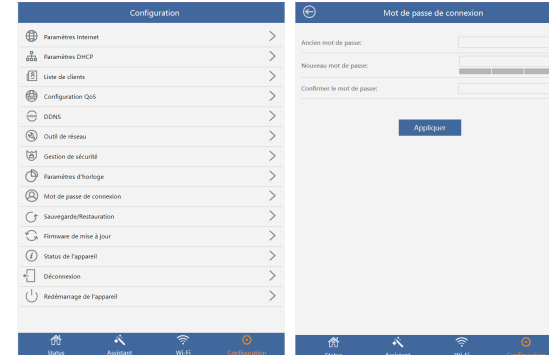 Configuration
Paramètres Internet
Paramètres DHCP
Liste de clients
Configuration QoS
DDNS
Outil de réseau
Gestion de sécurité
Paramètres d'horloge
Mot de passe de connexion
Sauvegarde/Restauration
Firmware de mise à jour
Status de l'appareil
Déconnexion
Redémarrage de l'appareil
Status Assistant Wi-Fi Configuration
Mot de passe de connexion
Ancien mot de passe:
Nouveau mot de passe:
Confirmer le mot de passe:
Appliquer
Status Assistant Wi-Fi Configuration